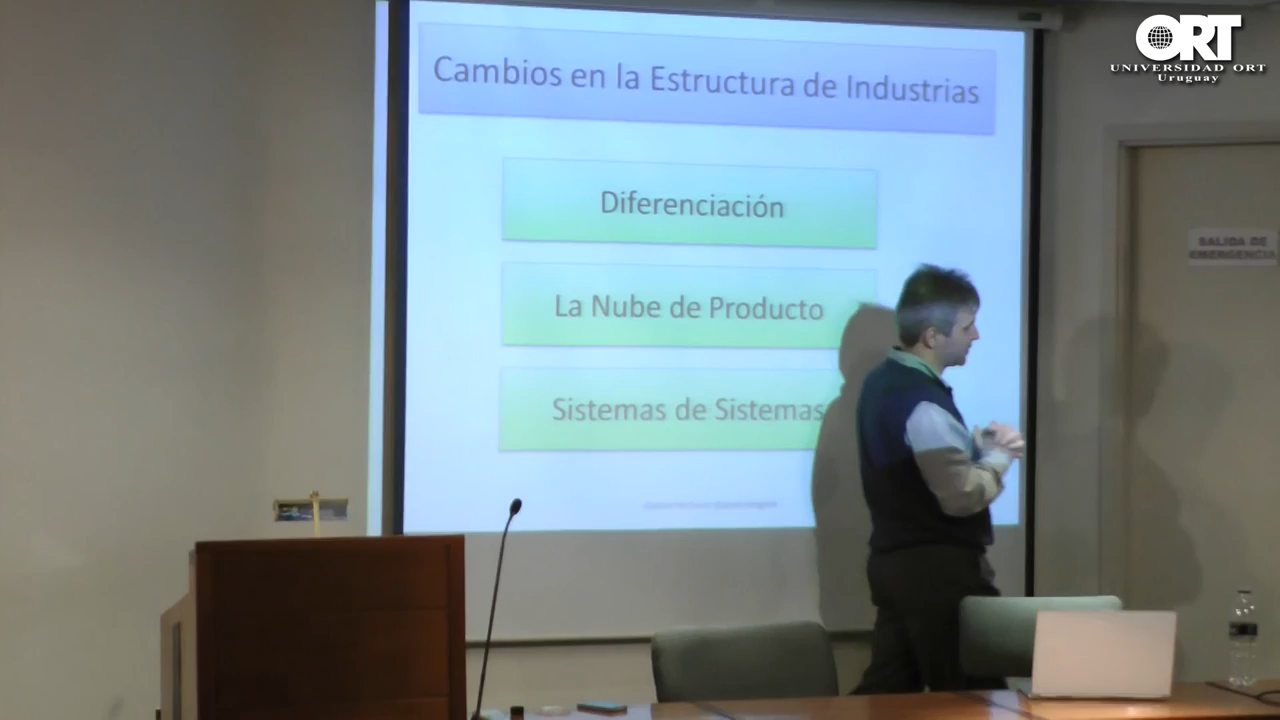 ORT
UNIVERSIDAD ORT
Uruguay
Cambios en la Estructura de Industrias
Diferenciación
La Nube de Producto
Sistemas de Sistemas
SALIDA DE
EMERGENCIA